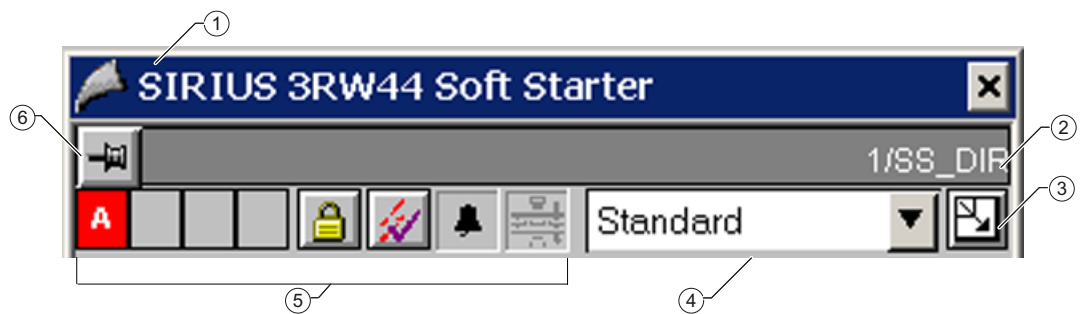 ①
SIRIUS 3RW44 Soft Starter
⑥
②
1/SS_DIR
③
A
Standard
⑤
④